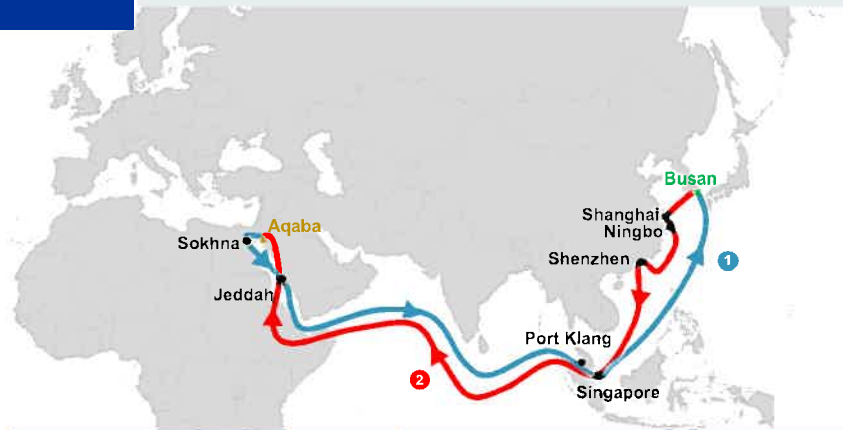 Busan
Shanghai
Ningbo
Aqaba
Sokhna
Shenzhen
1
Jeddah
Port Klang
2
Singapore